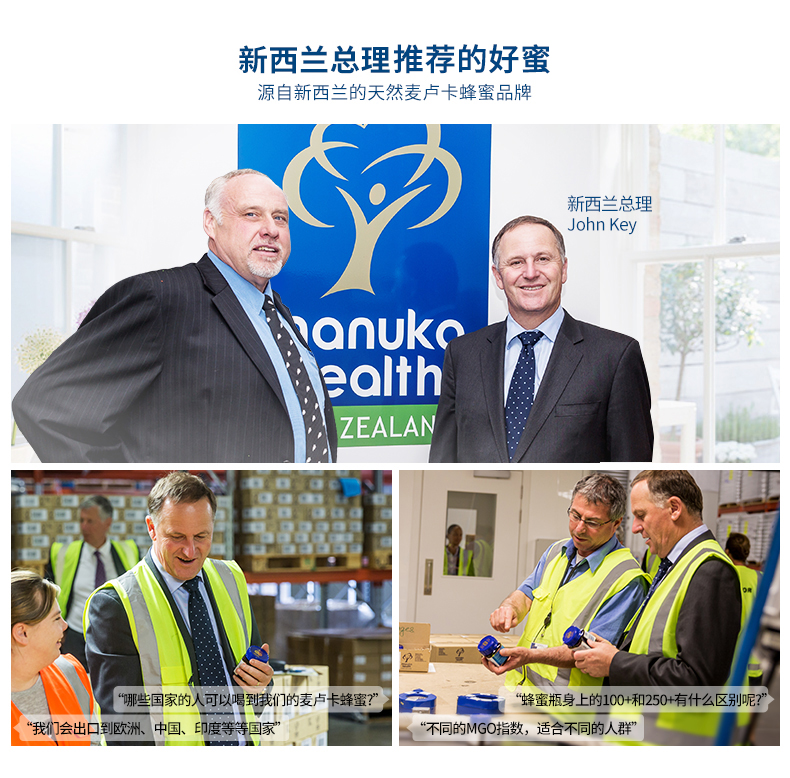 新西兰总理推荐的好蜜
源自新西兰的天然麦卢卡蜂蜜品牌
新西兰总理
John Key
manuka
ealth
ZEALAN
“哪些国家的人可以喝到我们的麦卢卡蜂蜜?”
“我们会出口到欧洲、中国、印度等等国家”
“蜂蜜瓶身上的100+和250+有什么区别呢?”
“不同的MGO指数，适合不同的人群”